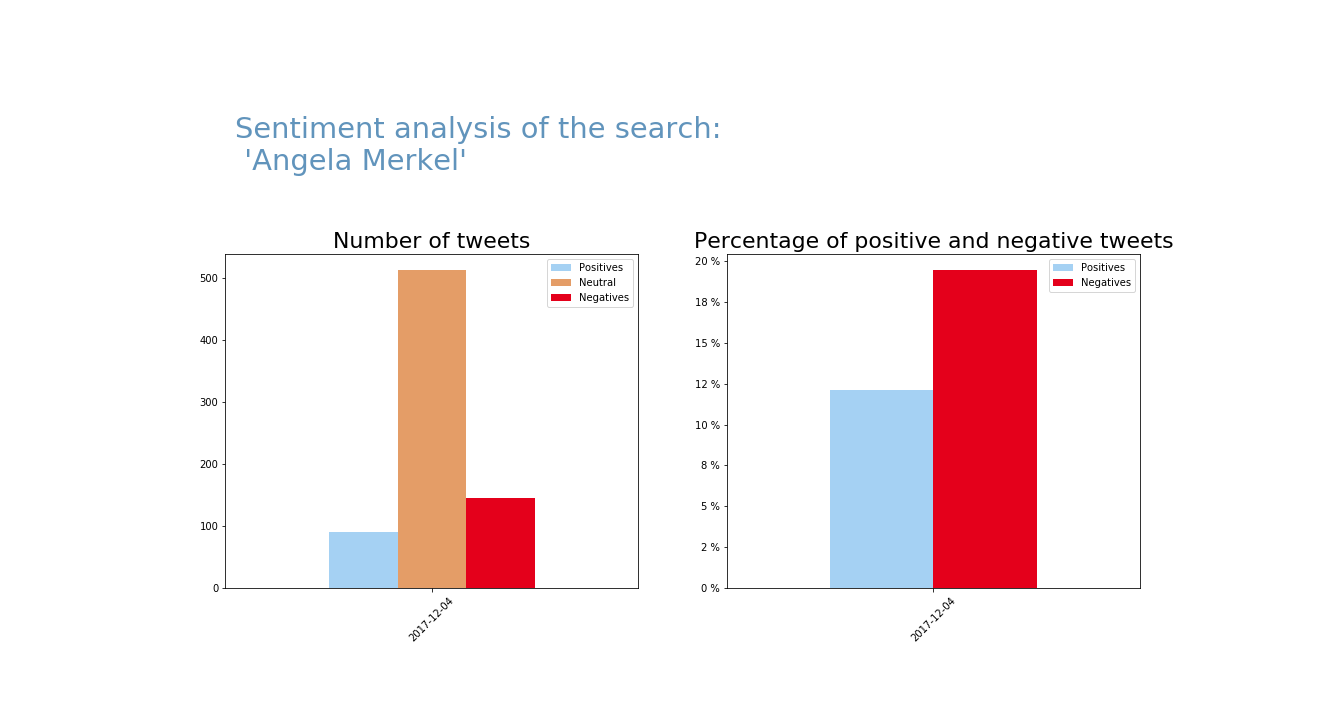 Sentiment analysis of the search:
'Angela Merkel'
Number of tweets
Positives
Neutral
Negatives
500
400
300
200
100
0
2017-12-04
Percentage of positive and negative tweets
Positives
Negatives
20 %
18 %
15 %
12 %
10 %
8 %
5 %
2 %
0 %
2017-12-04